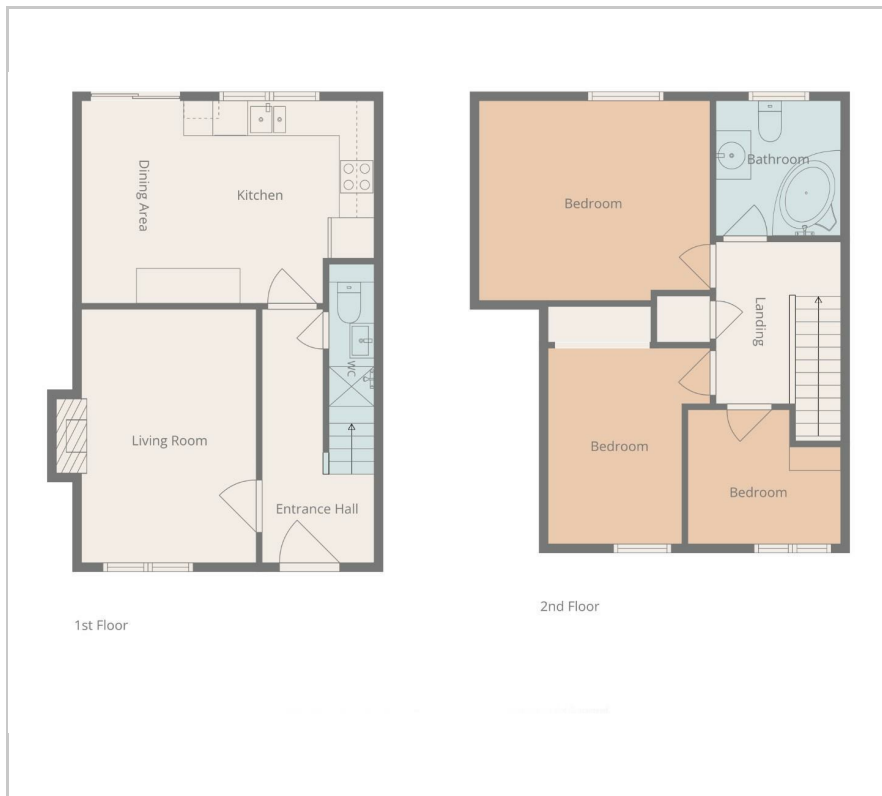 Dining Area
Kitchen
WC
Living Room
Entrance Hall
1st Floor
Bedroom
Bathroom
Landing
Bedroom
Bedroom
2nd Floor